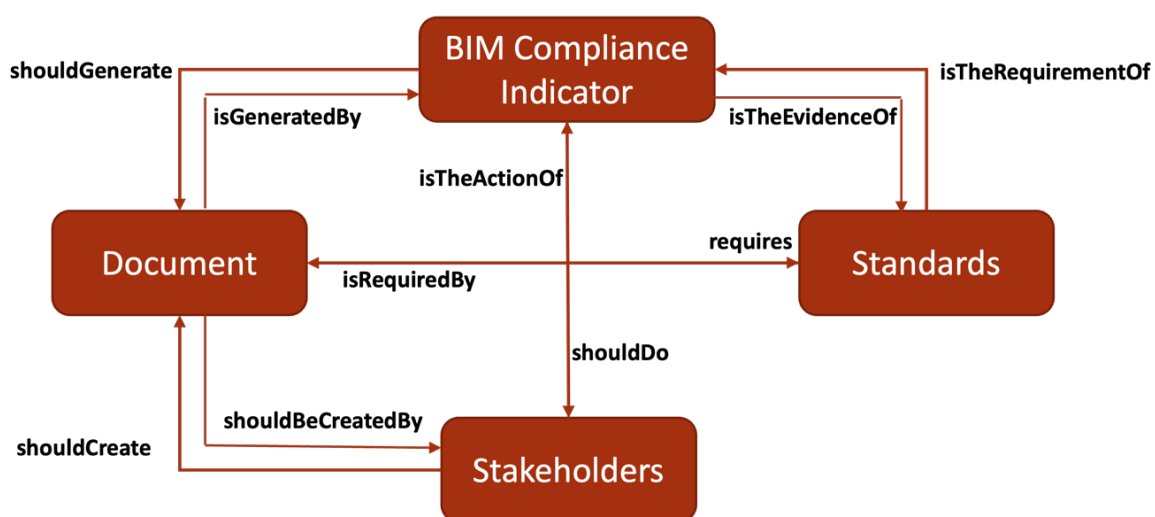 BIM Compliance
Indicator
shouldGenerate
isTheRequirementOf
isGeneratedBy
isTheEvidenceOf
isTheActionOf
requires
Document
Standards
isRequiredBy
shouldDo
shouldBeCreatedBy
shouldCreate
Stakeholders